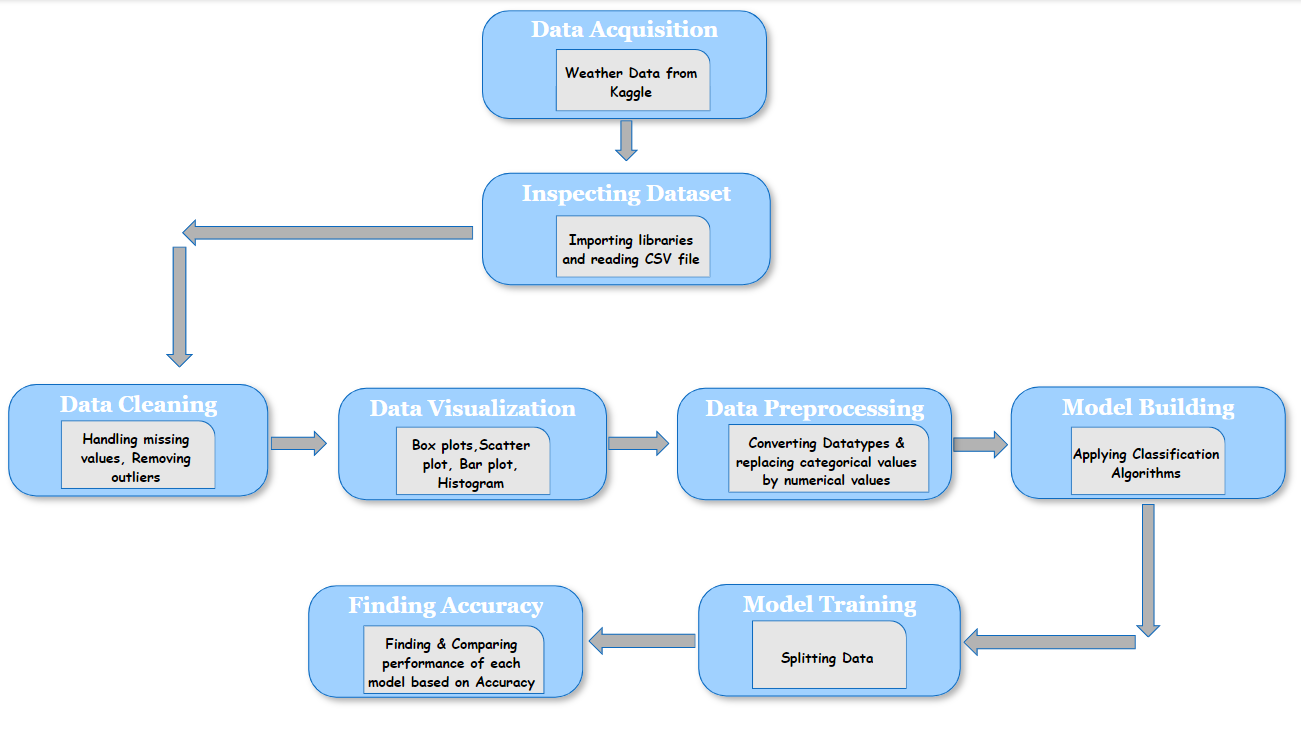 Data Acquisition
Weather Data from
Kaggle
Inspecting Dataset
Importing libraries
and reading CSV file
Data Cleaning
Handling missing
values, Removing
outliers
Data Visualization
Box plots,Scatter
plot, Bar plot,
Histogram
Data Preprocessing
Converting Datatypes &
replacing categorical values
by numerical values
Model Building
Applying Classification
Algorithms
Model Training
Splitting Data
Finding Accuracy
Finding & Comparing
performance of each
model based on Accuracy